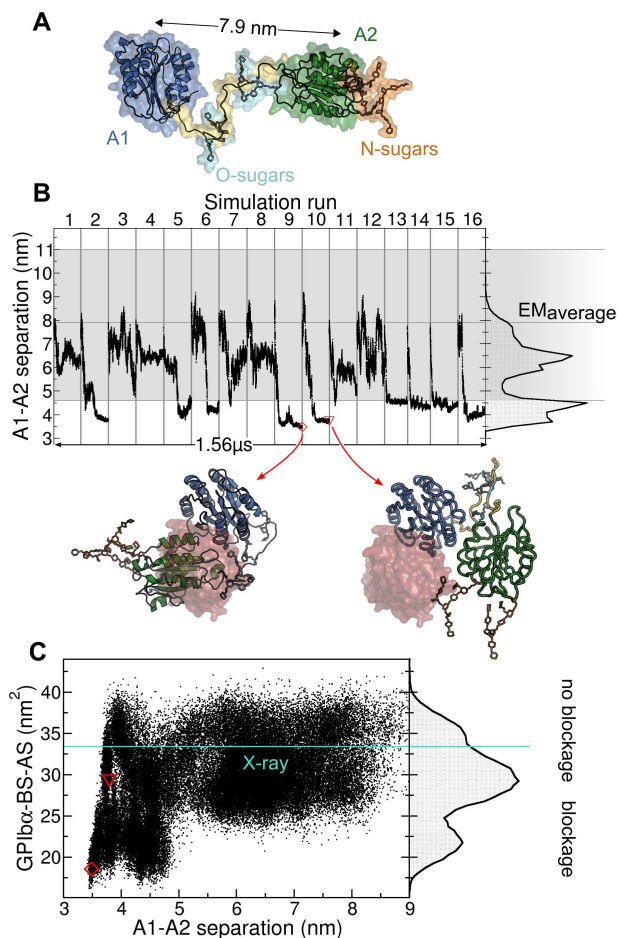 A
7.9 nm
A2
A1
O-sugars
N-sugars
B
Simulation run
1 2 3 4 5 6 7 8 9 10 11 12 13 14 15 16
A1-A2 separation (nm)
11
10
9
8
7
6
5
4
3
EMaverage
1.56μs
C
GPIbα-BS-AS (nm²)
40
35
30
25
20
X-ray
no blockage
blockage
3 4 5 6 7 8 9
A1-A2 separation (nm)